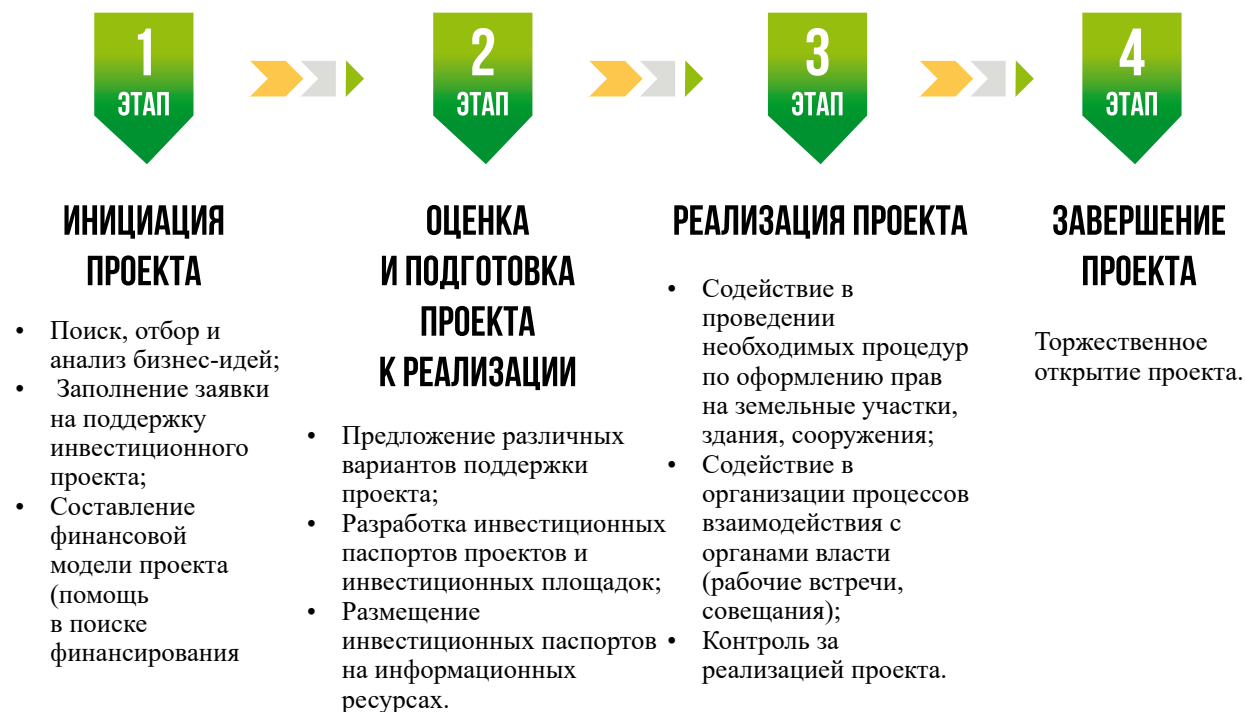 1
ЭТАП
ИНИЦИАЦИЯ
ПРОЕКТА
• Поиск, отбор и
анализ бизнес-идей;
• Заполнение заявки
на поддержку
инвестиционного
проекта;
• Составление
финансовой
модели проекта
(помощь
в поиске
финансирования
2
ЭТАП
ОЦЕНКА
И ПОДГОТОВКА
ПРОЕКТА
К РЕАЛИЗАЦИИ
• Предложение различных
вариантов поддержки
проекта;
• Разработка инвестиционных
паспортов проектов и
инвестиционных площадок;
• Размещение
инвестиционных паспортов
на информационных
ресурсах.
3
ЭТАП
РЕАЛИЗАЦИЯ ПРОЕКТА
• Содействие в
проведении
необходимых процедур
по оформлению прав
на земельные участки,
здания, сооружения;
• Содействие в
организации процессов
взаимодействия с
органами власти
(рабочие встречи,
совещания);
• Контроль за
реализацией проекта.
4
ЭТАП
ЗАВЕРШЕНИЕ
ПРОЕКТА
Торжественное
открытие проекта.